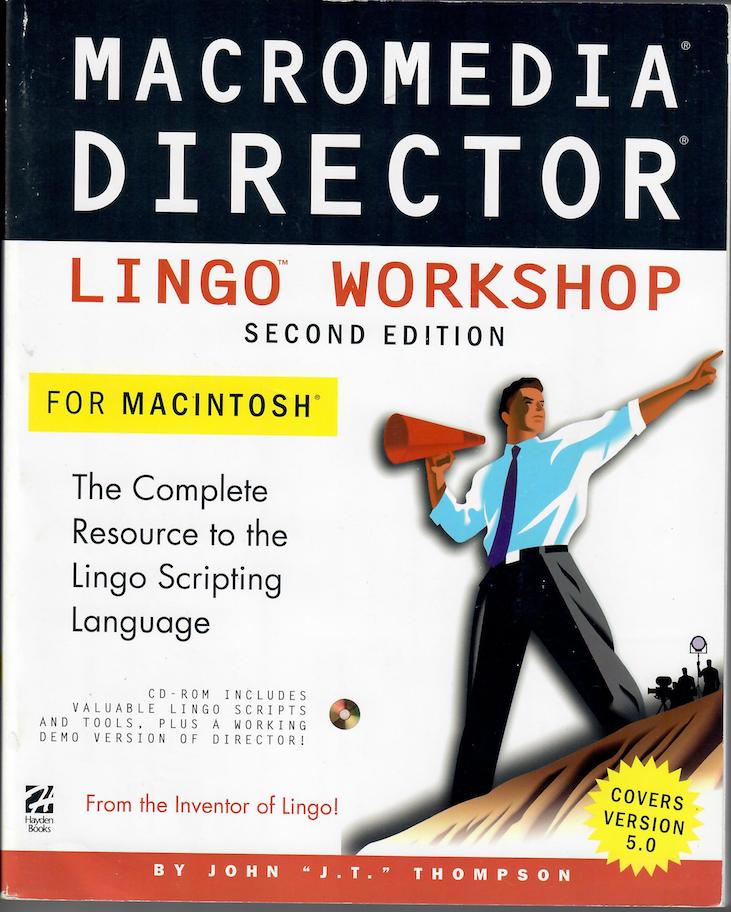 MACROMEDIA®
DIRECTOR®
LINGO™ WORKSHOP
SECOND EDITION
FOR MACINTOSH®
The Complete
Resource to the
Lingo Scripting
Language
CD-ROM INCLUDES
VALUABLE LINGO SCRIPTS
AND TOOLS, PLUS A WORKING
DEMO VERSION OF DIRECTOR!
Hayden
Books
From the Inventor of Lingo!
COVERS
VERSION
5.0
BY JOHN “J.T.” THOMPSON